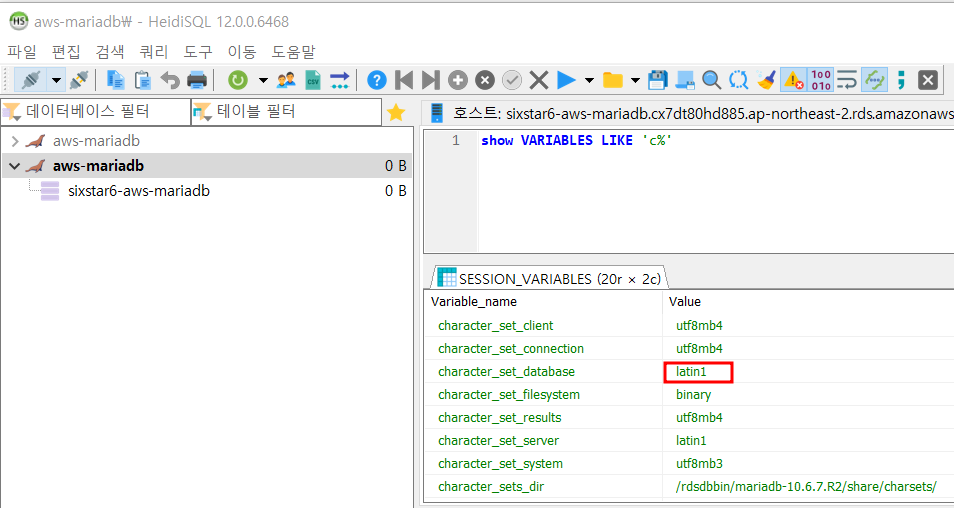 HS aws-mariadb\ - HeidiSQL 12.0.0.6468
파일 편집 검색 쿼리 도구 이동 도움말
데이터베이스 필터 테이블 필터
호스트: sixstar6-aws-mariadb.cx7dt80hd885.ap-northeast-2.rds.amazonaws
aws-mariadb
aws-mariadb 0 B
sixstar6-aws-mariadb 0 B
1 show VARIABLES LIKE 'c%'
SESSION_VARIABLES (20r × 2c)
Variable_name Value
character_set_client utf8mb4
character_set_connection utf8mb4
character_set_database latin1
character_set_filesystem binary
character_set_results utf8mb4
character_set_server latin1
character_set_system utf8mb3
character_sets_dir /rdsdbbin/mariadb-10.6.7.R2/share/charsets/